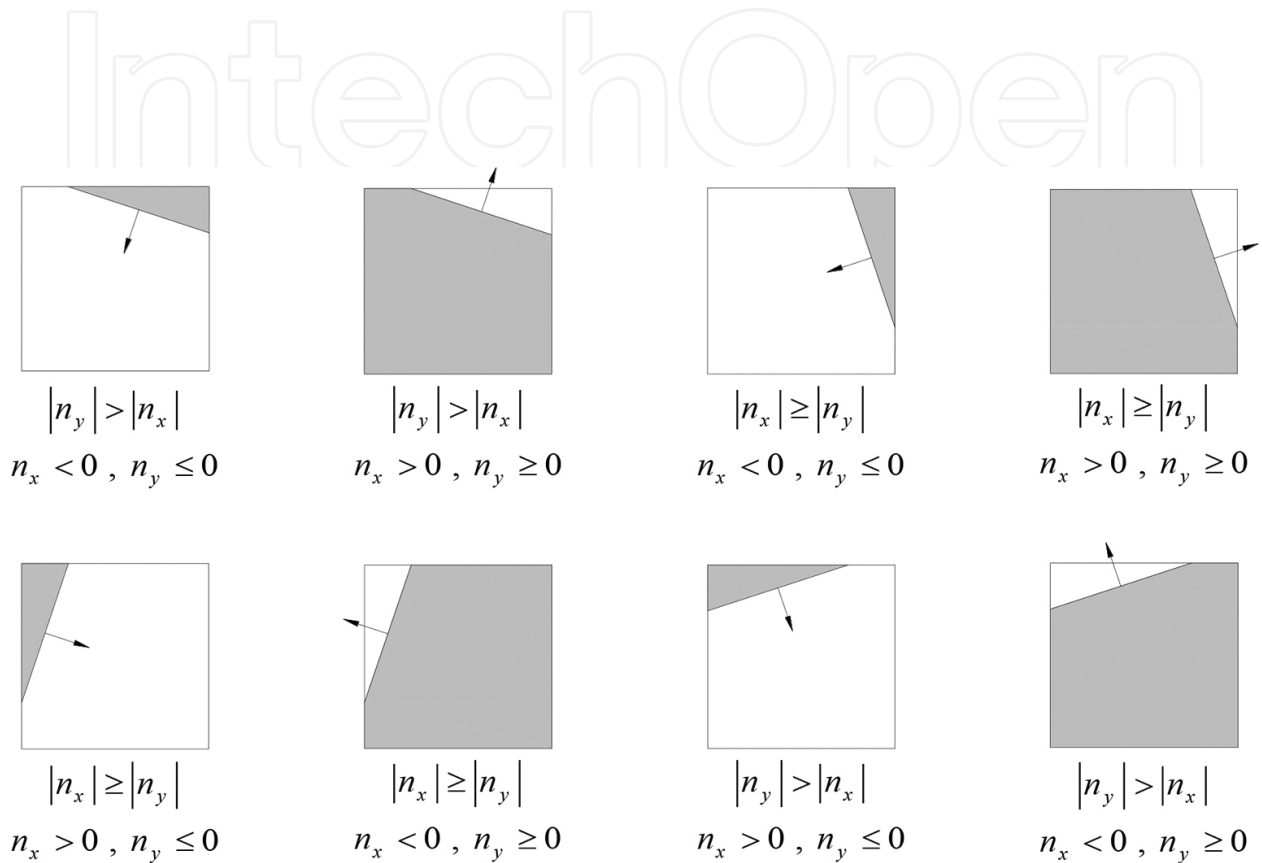 IntechOpen
|n_y| > |n_x| |n_y| > |n_x| |n_x| ≥ |n_y| |n_x| ≥ |n_y|
n_x < 0 , n_y ≤ 0 n_x > 0 , n_y ≥ 0 n_x < 0 , n_y ≤ 0 n_x > 0 , n_y ≥ 0
|n_x| ≥ |n_y| |n_x| ≥ |n_y| |n_y| > |n_x| |n_y| > |n_x|
n_x > 0 , n_y ≤ 0 n_x < 0 , n_y ≥ 0 n_x > 0 , n_y ≤ 0 n_x < 0 , n_y ≥ 0